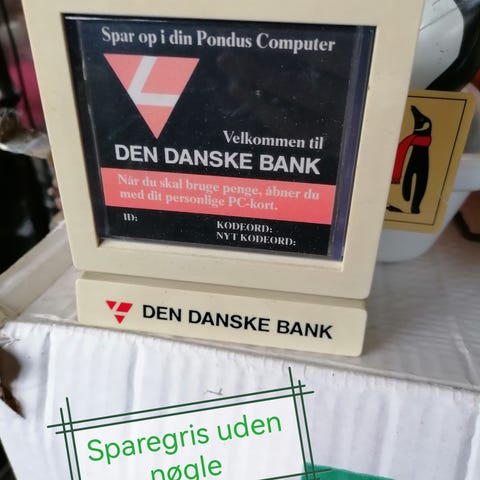 Spar op i din Pondus Computer
Velkommen til
DEN DANSKE BANK
Når du skal bruge penge, åbner du
med dit personlige PC-kort.
ID:
KODEORD:
NYT KODEORD:
DEN DANSKE BANK
Sparegris uden
nøgle